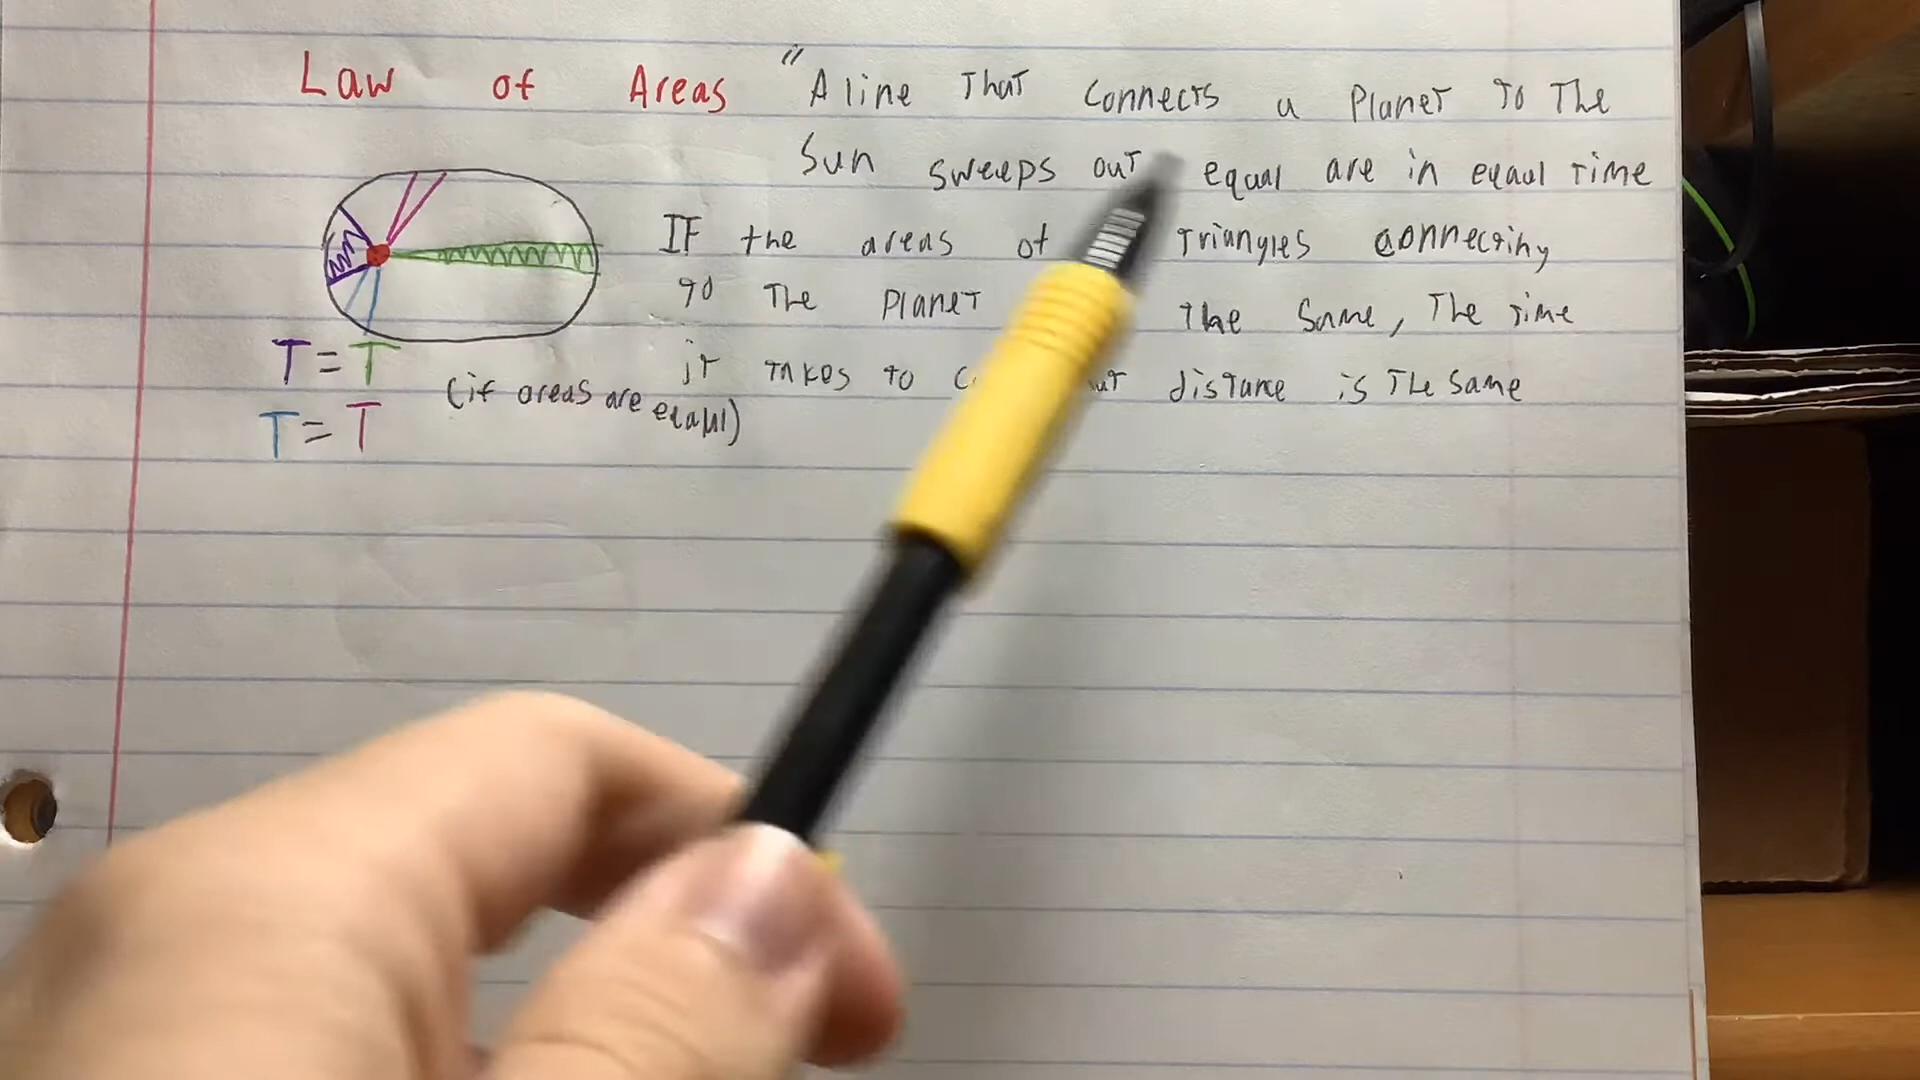 Law of Areas "A line That connects a Planet To The
Sun sweeps out equal are in equal time
IF the areas of Triangles connecting
to The Planet the same, The time
it takes to distance is The same
T = T
(if areas are equal)
T = T